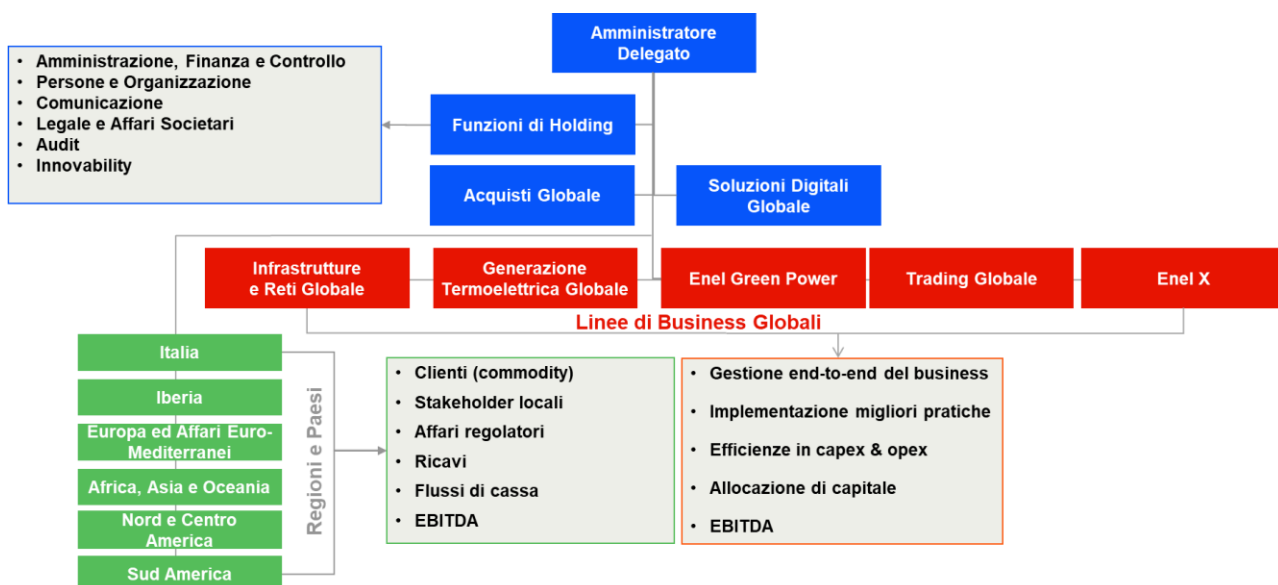 Amministratore
Delegato
• Amministrazione, Finanza e Controllo
• Persone e Organizzazione
• Comunicazione
• Legale e Affari Societari
• Audit
• Innovability
Funzioni di Holding
Acquisti Globale
Soluzioni Digitali
Globale
Infrastrutture
e Reti Globale
Generazione
Termoelettrica Globale
Enel Green Power
Trading Globale
Enel X
Linee di Business Globali
Italia
Iberia
Europa ed Affari Euro-
Mediterranei
Africa, Asia e Oceania
Nord e Centro
America
Sud America
Regioni e Paesi
• Clienti (commodity)
• Stakeholder locali
• Affari regolatori
• Ricavi
• Flussi di cassa
• EBITDA
• Gestione end-to-end del business
• Implementazione migliori pratiche
• Efficienze in capex & opex
• Allocazione di capitale
• EBITDA